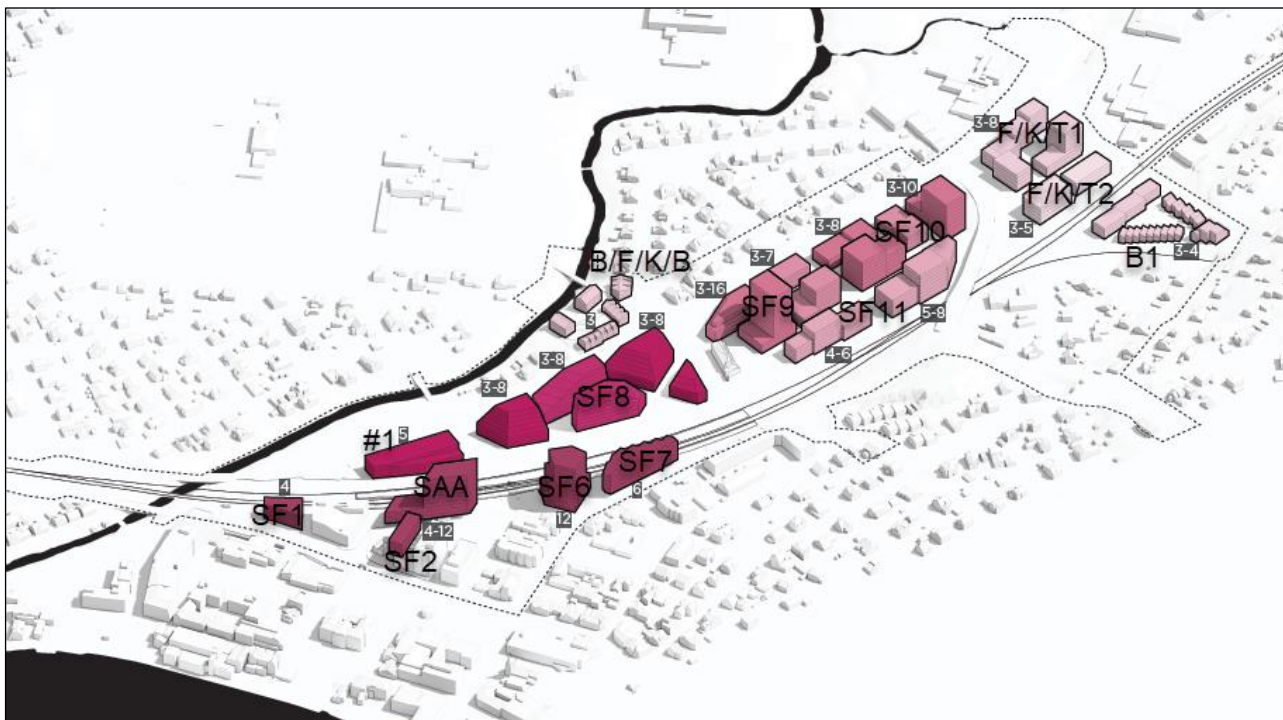 3-8
F/K/T1
3-10
F/K/T2
3-8
3-5
SF10
3-4
B/F/K/B
3-7
B1
3-16
SF9
SF11
5-8
3
3-8
4-6
3-8
3-8
SF8
#1
5
SF7
SAA
4
SF6
6
SF1
12
4-12
SF2